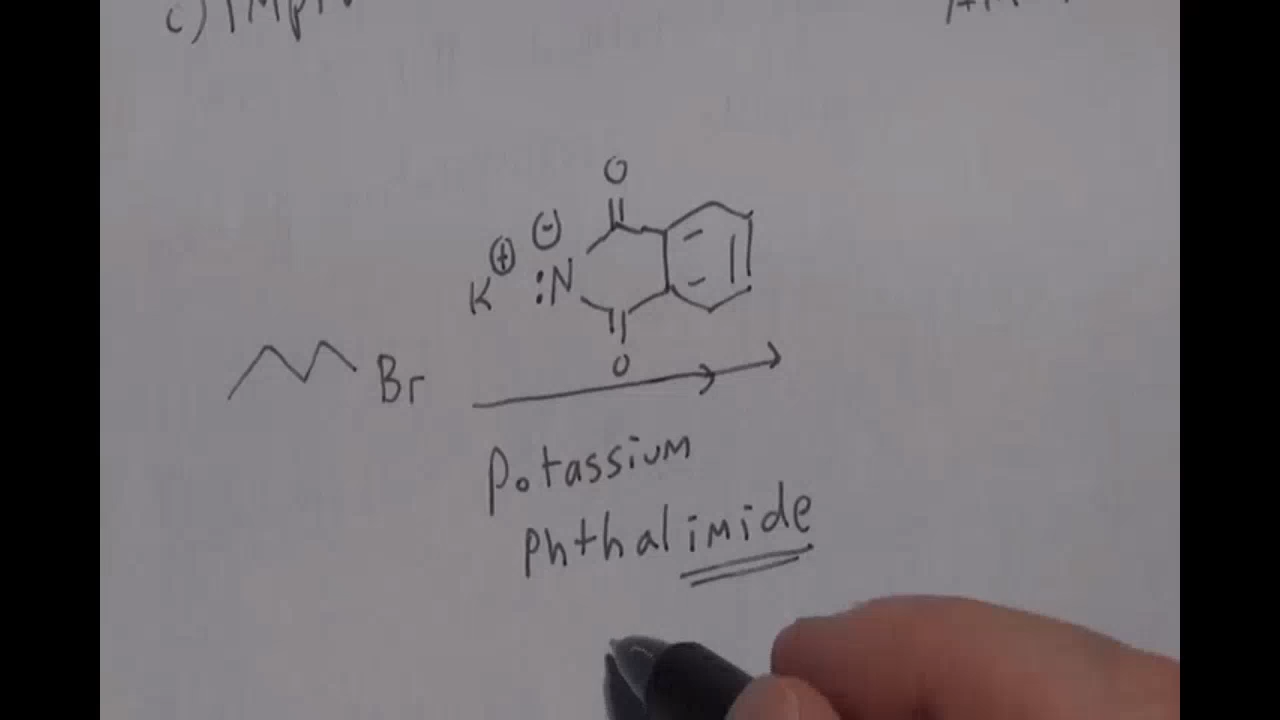 c)
O
⊖
⊕
K :N
O
Br
Potassium
phthalimide